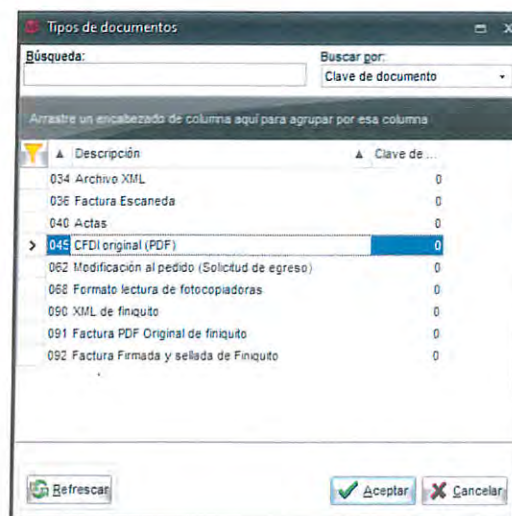 Tipos de documentos
Búsqueda:
Buscar por:
Clave de documento
Arrastre un encabezado de columna aquí para agrupar por esa columna
Descripción Clave de ...
034 Archivo XML 0
036 Factura Escaneda 0
040 Actas 0
045 CFDI original (PDF) 0
062 Modificación al pedido (Solicitud de egreso) 0
068 Formato lectura de fotocopiadoras 0
090 XML de finiquito 0
091 Factura PDF Original de finiquito 0
092 Factura Firmada y sellada de Finiquito 0
Refrescar Aceptar Cancelar